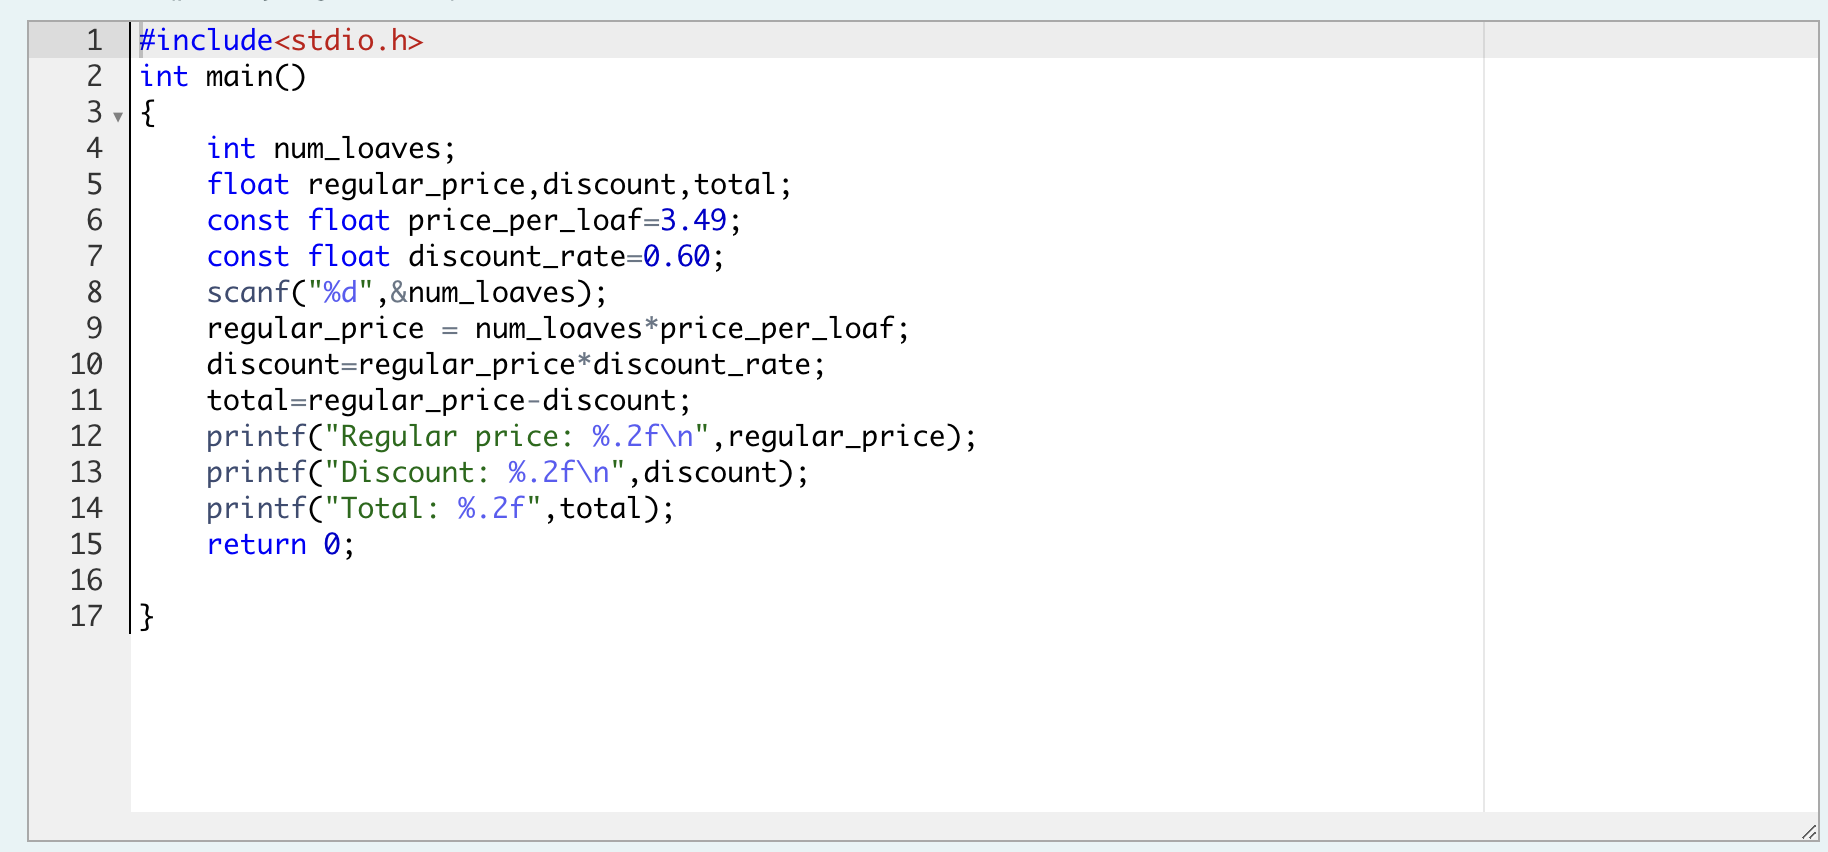 1 #include<stdio.h>
2 int main()
3 {
4     int num_loaves;
5     float regular_price,discount,total;
6     const float price_per_loaf=3.49;
7     const float discount_rate=0.60;
8     scanf("%d",&num_loaves);
9     regular_price = num_loaves*price_per_loaf;
10     discount=regular_price*discount_rate;
11     total=regular_price-discount;
12     printf("Regular price: %.2f\n",regular_price);
13     printf("Discount: %.2f\n",discount);
14     printf("Total: %.2f",total);
15     return 0;
16
17 }